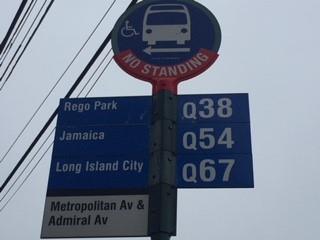 NO STANDING
Rego Park Q38
Jamaica Q54
Long Island City Q67
Metropolitan Av &
Admiral Av